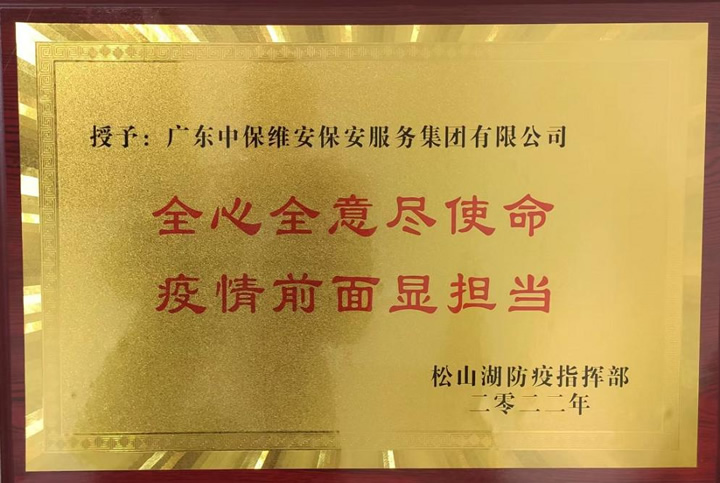 授予：广东中保维安保安服务集团有限公司
全心全意尽使命
疫情前面显担当
松山湖防疫指挥部
二零二二年